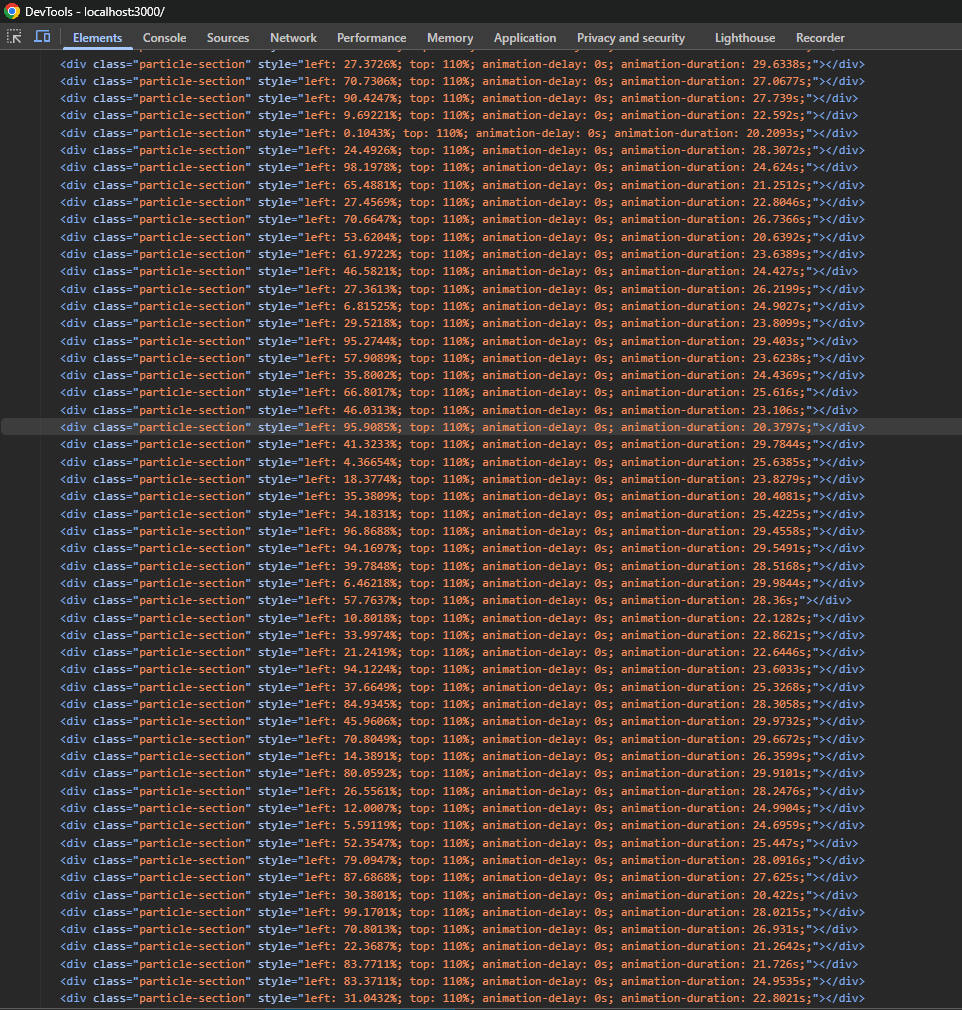 DevTools - localhost:3000/
Elements Console Sources Network Performance Memory Application Privacy and security Lighthouse Recorder
<div class="particle-section" style="left: 27.3726%; top: 110%; animation-delay: 0s; animation-duration: 29.6338s;"></div>
<div class="particle-section" style="left: 70.7306%; top: 110%; animation-delay: 0s; animation-duration: 27.0677s;"></div>
<div class="particle-section" style="left: 90.4247%; top: 110%; animation-delay: 0s; animation-duration: 27.739s;"></div>
<div class="particle-section" style="left: 9.69221%; top: 110%; animation-delay: 0s; animation-duration: 22.592s;"></div>
<div class="particle-section" style="left: 0.1043%; top: 110%; animation-delay: 0s; animation-duration: 20.2093s;"></div>
<div class="particle-section" style="left: 24.4926%; top: 110%; animation-delay: 0s; animation-duration: 28.3072s;"></div>
<div class="particle-section" style="left: 98.1978%; top: 110%; animation-delay: 0s; animation-duration: 24.624s;"></div>
<div class="particle-section" style="left: 65.4881%; top: 110%; animation-delay: 0s; animation-duration: 21.2512s;"></div>
<div class="particle-section" style="left: 27.4569%; top: 110%; animation-delay: 0s; animation-duration: 22.8046s;"></div>
<div class="particle-section" style="left: 70.6647%; top: 110%; animation-delay: 0s; animation-duration: 26.7366s;"></div>
<div class="particle-section" style="left: 53.6204%; top: 110%; animation-delay: 0s; animation-duration: 20.6392s;"></div>
<div class="particle-section" style="left: 61.9722%; top: 110%; animation-delay: 0s; animation-duration: 23.6389s;"></div>
<div class="particle-section" style="left: 46.5821%; top: 110%; animation-delay: 0s; animation-duration: 24.427s;"></div>
<div class="particle-section" style="left: 27.3613%; top: 110%; animation-delay: 0s; animation-duration: 26.2199s;"></div>
<div class="particle-section" style="left: 6.81525%; top: 110%; animation-delay: 0s; animation-duration: 24.9027s;"></div>
<div class="particle-section" style="left: 29.5218%; top: 110%; animation-delay: 0s; animation-duration: 23.8099s;"></div>
<div class="particle-section" style="left: 95.2744%; top: 110%; animation-delay: 0s; animation-duration: 29.403s;"></div>
<div class="particle-section" style="left: 57.9089%; top: 110%; animation-delay: 0s; animation-duration: 23.6238s;"></div>
<div class="particle-section" style="left: 35.8002%; top: 110%; animation-delay: 0s; animation-duration: 24.4369s;"></div>
<div class="particle-section" style="left: 66.8017%; top: 110%; animation-delay: 0s; animation-duration: 25.616s;"></div>
<div class="particle-section" style="left: 46.0313%; top: 110%; animation-delay: 0s; animation-duration: 23.106s;"></div>
<div class="particle-section" style="left: 95.9085%; top: 110%; animation-delay: 0s; animation-duration: 20.3797s;"></div>
<div class="particle-section" style="left: 41.3233%; top: 110%; animation-delay: 0s; animation-duration: 29.7844s;"></div>
<div class="particle-section" style="left: 4.36654%; top: 110%; animation-delay: 0s; animation-duration: 25.6385s;"></div>
<div class="particle-section" style="left: 18.3774%; top: 110%; animation-delay: 0s; animation-duration: 23.8279s;"></div>
<div class="particle-section" style="left: 35.3809%; top: 110%; animation-delay: 0s; animation-duration: 20.4081s;"></div>
<div class="particle-section" style="left: 34.1831%; top: 110%; animation-delay: 0s; animation-duration: 25.4225s;"></div>
<div class="particle-section" style="left: 96.8688%; top: 110%; animation-delay: 0s; animation-duration: 29.4558s;"></div>
<div class="particle-section" style="left: 94.1697%; top: 110%; animation-delay: 0s; animation-duration: 29.5491s;"></div>
<div class="particle-section" style="left: 39.7848%; top: 110%; animation-delay: 0s; animation-duration: 28.5168s;"></div>
<div class="particle-section" style="left: 6.46218%; top: 110%; animation-delay: 0s; animation-duration: 29.9844s;"></div>
<div class="particle-section" style="left: 57.7637%; top: 110%; animation-delay: 0s; animation-duration: 28.36s;"></div>
<div class="particle-section" style="left: 10.8018%; top: 110%; animation-delay: 0s; animation-duration: 22.1282s;"></div>
<div class="particle-section" style="left: 33.9974%; top: 110%; animation-delay: 0s; animation-duration: 22.8621s;"></div>
<div class="particle-section" style="left: 21.2419%; top: 110%; animation-delay: 0s; animation-duration: 22.6446s;"></div>
<div class="particle-section" style="left: 94.1224%; top: 110%; animation-delay: 0s; animation-duration: 23.6033s;"></div>
<div class="particle-section" style="left: 37.6649%; top: 110%; animation-delay: 0s; animation-duration: 25.3268s;"></div>
<div class="particle-section" style="left: 84.9345%; top: 110%; animation-delay: 0s; animation-duration: 28.3058s;"></div>
<div class="particle-section" style="left: 45.9606%; top: 110%; animation-delay: 0s; animation-duration: 29.9732s;"></div>
<div class="particle-section" style="left: 70.8049%; top: 110%; animation-delay: 0s; animation-duration: 29.6672s;"></div>
<div class="particle-section" style="left: 14.3891%; top: 110%; animation-delay: 0s; animation-duration: 26.3599s;"></div>
<div class="particle-section" style="left: 80.0592%; top: 110%; animation-delay: 0s; animation-duration: 29.9101s;"></div>
<div class="particle-section" style="left: 26.5561%; top: 110%; animation-delay: 0s; animation-duration: 28.2476s;"></div>
<div class="particle-section" style="left: 12.0007%; top: 110%; animation-delay: 0s; animation-duration: 24.9904s;"></div>
<div class="particle-section" style="left: 5.59119%; top: 110%; animation-delay: 0s; animation-duration: 24.6959s;"></div>
<div class="particle-section" style="left: 52.3547%; top: 110%; animation-delay: 0s; animation-duration: 25.447s;"></div>
<div class="particle-section" style="left: 79.0947%; top: 110%; animation-delay: 0s; animation-duration: 28.0916s;"></div>
<div class="particle-section" style="left: 87.6868%; top: 110%; animation-delay: 0s; animation-duration: 27.625s;"></div>
<div class="particle-section" style="left: 30.3801%; top: 110%; animation-delay: 0s; animation-duration: 20.422s;"></div>
<div class="particle-section" style="left: 99.1701%; top: 110%; animation-delay: 0s; animation-duration: 28.0215s;"></div>
<div class="particle-section" style="left: 70.8013%; top: 110%; animation-delay: 0s; animation-duration: 26.931s;"></div>
<div class="particle-section" style="left: 22.3687%; top: 110%; animation-delay: 0s; animation-duration: 21.2642s;"></div>
<div class="particle-section" style="left: 83.7711%; top: 110%; animation-delay: 0s; animation-duration: 21.726s;"></div>
<div class="particle-section" style="left: 83.3711%; top: 110%; animation-delay: 0s; animation-duration: 24.9535s;"></div>
<div class="particle-section" style="left: 31.0432%; top: 110%; animation-delay: 0s; animation-duration: 22.8021s;"></div>